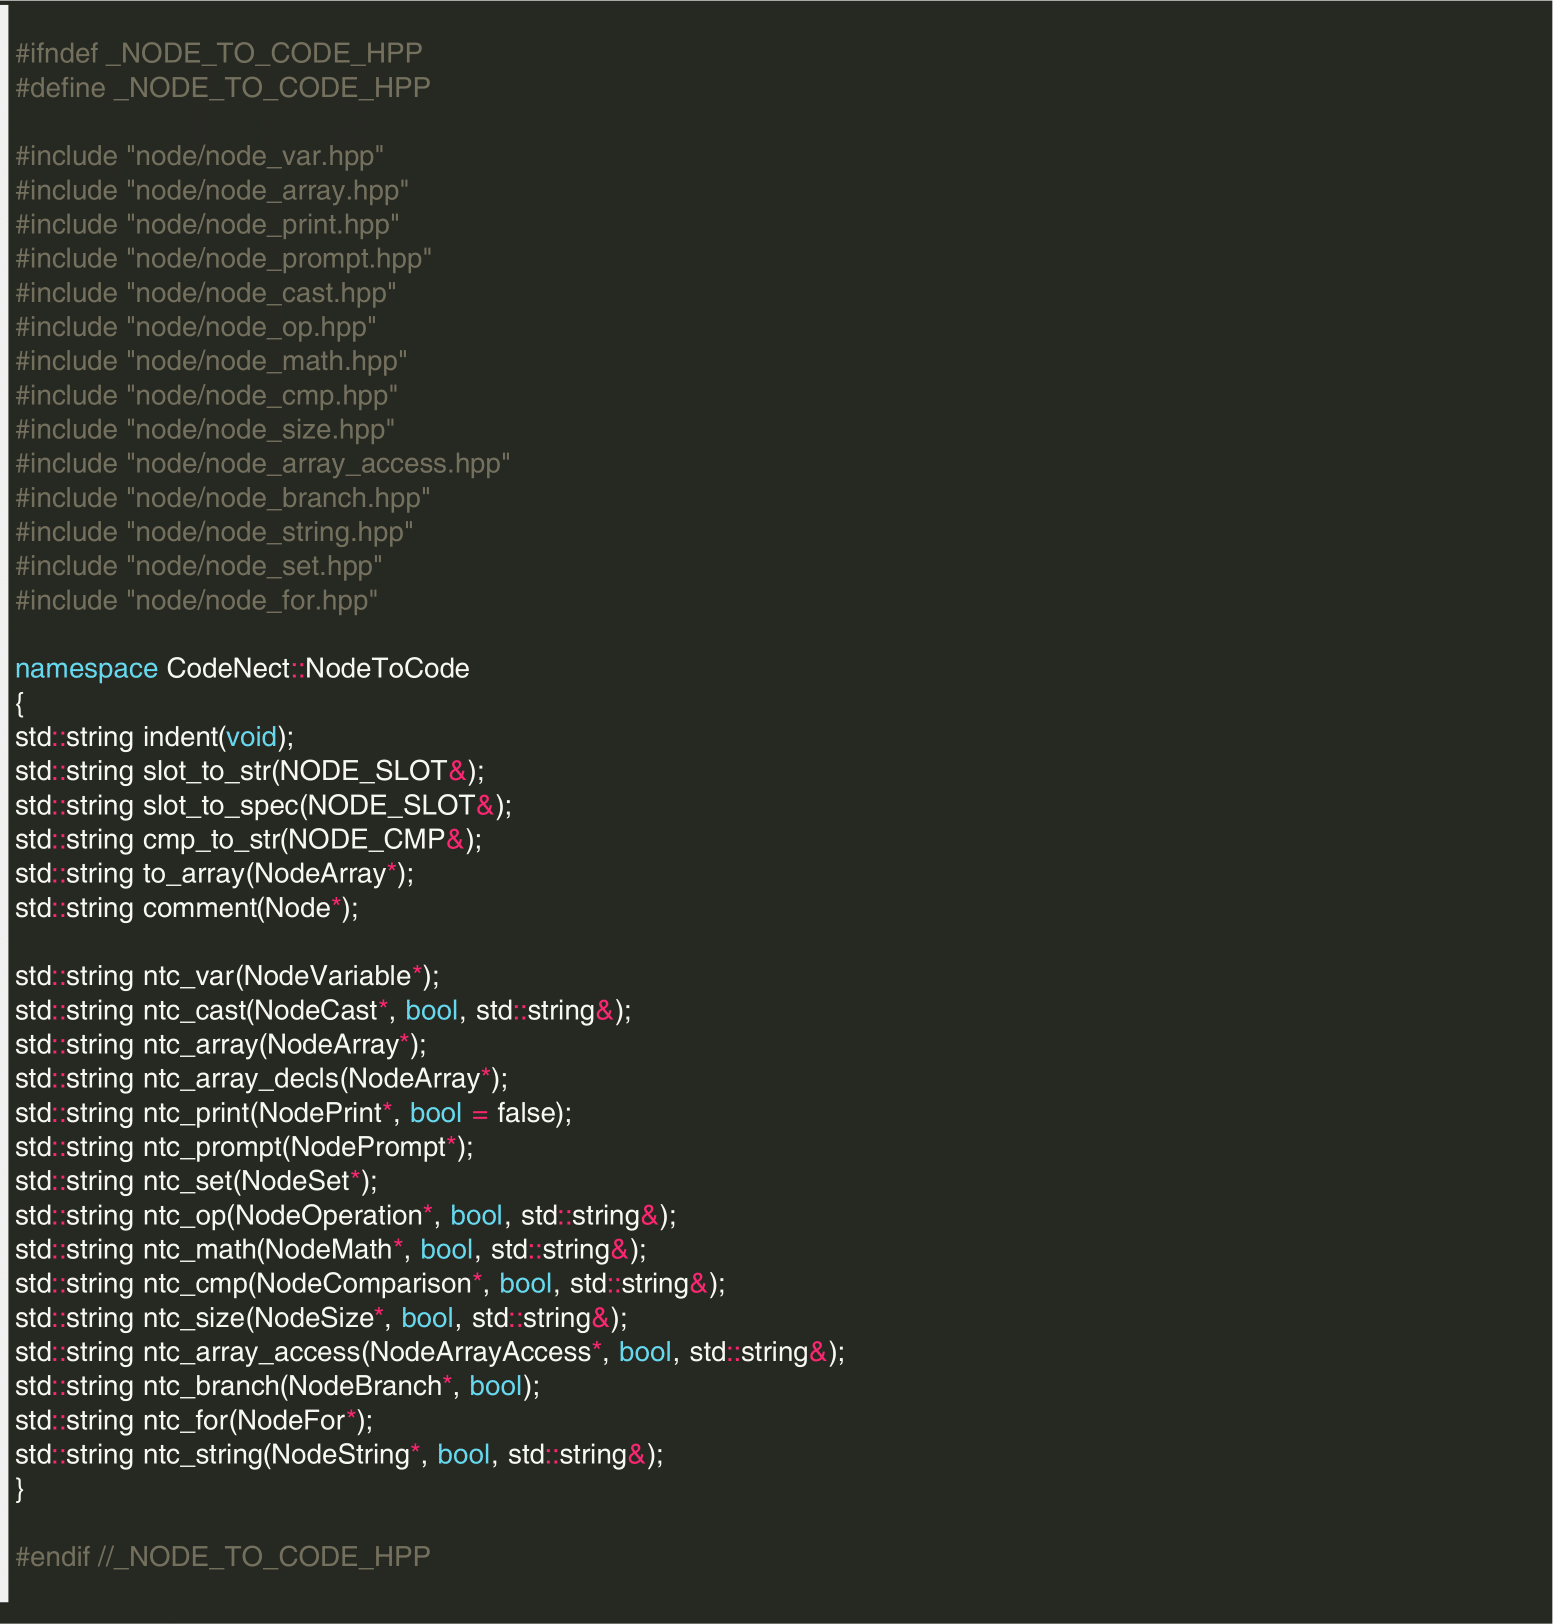 #ifndef _NODE_TO_CODE_HPP
#define _NODE_TO_CODE_HPP
#include "node/node_var.hpp"
#include "node/node_array.hpp"
#include "node/node_print.hpp"
#include "node/node_prompt.hpp"
#include "node/node_cast.hpp"
#include "node/node_op.hpp"
#include "node/node_math.hpp"
#include "node/node_cmp.hpp"
#include "node/node_size.hpp"
#include "node/node_array_access.hpp"
#include "node/node_branch.hpp"
#include "node/node_string.hpp"
#include "node/node_set.hpp"
#include "node/node_for.hpp"
namespace CodeNect::NodeToCode
{
std::string indent(void);
std::string slot_to_str(NODE_SLOT&);
std::string slot_to_spec(NODE_SLOT&);
std::string cmp_to_str(NODE_CMP&);
std::string to_array(NodeArray*);
std::string comment(Node*);
std::string ntc_var(NodeVariable*);
std::string ntc_cast(NodeCast*, bool, std::string&);
std::string ntc_array(NodeArray*);
std::string ntc_array_decls(NodeArray*);
std::string ntc_print(NodePrint*, bool = false);
std::string ntc_prompt(NodePrompt*);
std::string ntc_set(NodeSet*);
std::string ntc_op(NodeOperation*, bool, std::string&);
std::string ntc_math(NodeMath*, bool, std::string&);
std::string ntc_cmp(NodeComparison*, bool, std::string&);
std::string ntc_size(NodeSize*, bool, std::string&);
std::string ntc_array_access(NodeArrayAccess*, bool, std::string&);
std::string ntc_branch(NodeBranch*, bool);
std::string ntc_for(NodeFor*);
std::string ntc_string(NodeString*, bool, std::string&);
}
#endif //_NODE_TO_CODE_HPP